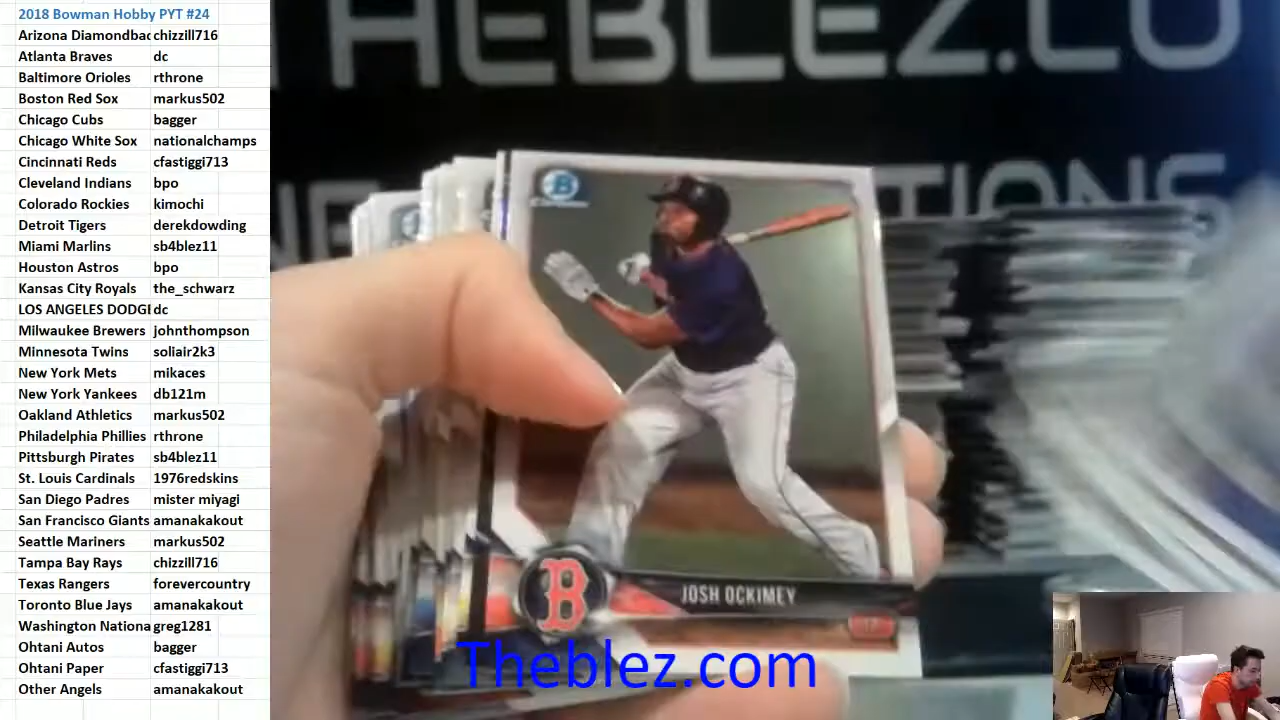 2018 Bowman Hobby PYT #24
Arizona Diamondbac chizzill716
Atlanta Braves dc
Baltimore Orioles rthrone
Boston Red Sox markus502
Chicago Cubs bagger
Chicago White Sox nationalchamps
Cincinnati Reds cfastiggi713
Cleveland Indians bpo
Colorado Rockies kimochi
Detroit Tigers derekdowding
Miami Marlins sb4blez11
Houston Astros bpo
Kansas City Royals the_schwarz
LOS ANGELES DODGE dc
Milwaukee Brewers johnthompson
Minnesota Twins soliair2k3
New York Mets mikaces
New York Yankees db121m
Oakland Athletics markus502
Philadelphia Phillies rthrone
Pittsburgh Pirates sb4blez11
St. Louis Cardinals 1976redskins
San Diego Padres mister miyagi
San Francisco Giants amanakakout
Seattle Mariners markus502
Tampa Bay Rays chizzill716
Texas Rangers forevercountry
Toronto Blue Jays amanakakout
Washington Nationa greg1281
Ohtani Autos bagger
Ohtani Paper cfastiggi713
Other Angels amanakakout
THEBLEZ.CO
B
B
JOSH OCKIMEY
Theblez.com